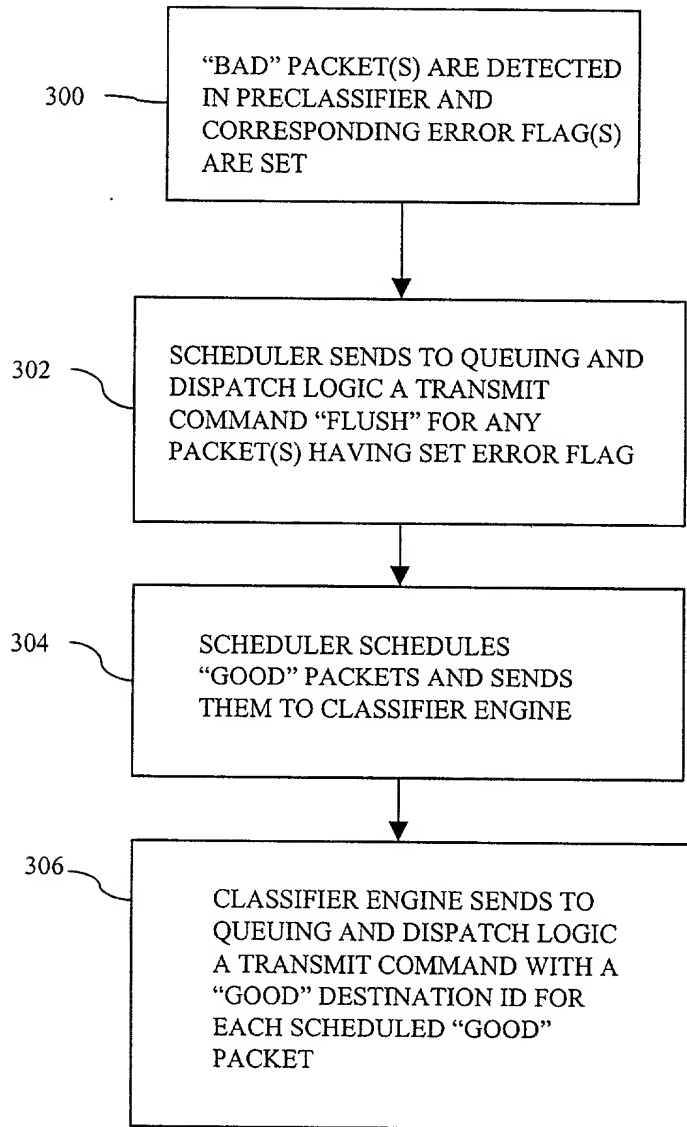 300
“BAD” PACKET(S) ARE DETECTED
IN PRECLASSIFIER AND
CORRESPONDING ERROR FLAG(S)
ARE SET
302
SCHEDULER SENDS TO QUEUING AND
DISPATCH LOGIC A TRANSMIT
COMMAND “FLUSH” FOR ANY
PACKET(S) HAVING SET ERROR FLAG
304
SCHEDULER SCHEDULES
“GOOD” PACKETS AND SENDS
THEM TO CLASSIFIER ENGINE
306
CLASSIFIER ENGINE SENDS TO
QUEUING AND DISPATCH LOGIC
A TRANSMIT COMMAND WITH A
“GOOD” DESTINATION ID FOR
EACH SCHEDULED “GOOD”
PACKET